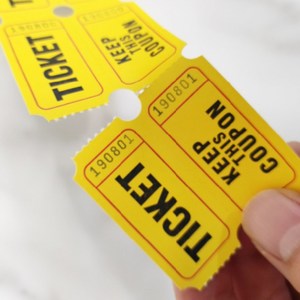 TICKET
KEEP
THIS
COUPON
190801
TICKET
190801
KEEP
THIS
COUPON